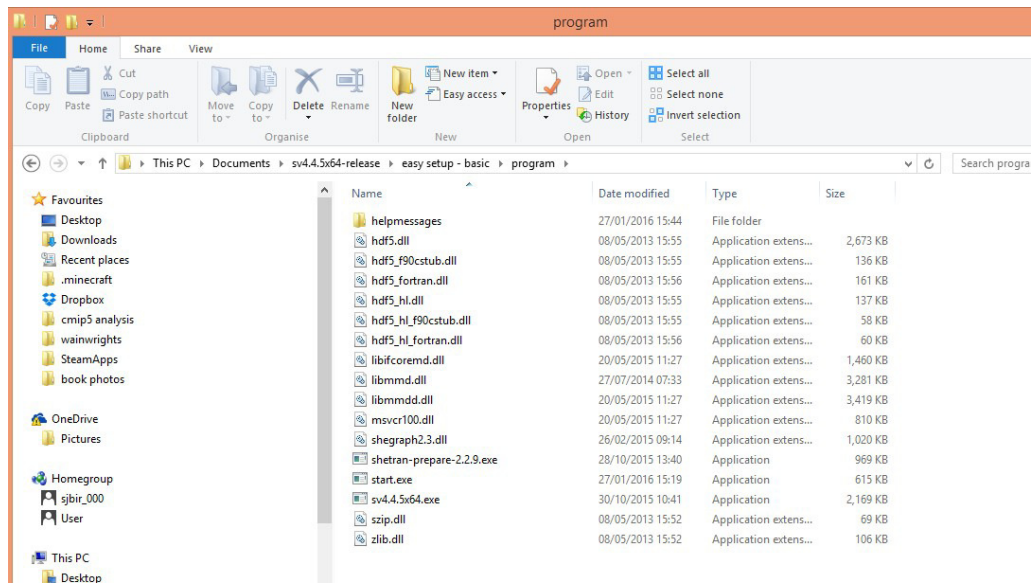 program
File Home Share View
Copy
Paste
Cut
Copy path
Paste shortcut
Clipboard
Move to
Copy to
Delete
Rename
Organise
New folder
New item
Easy access
New
Properties
Open
Edit
History
Open
Select all
Select none
Invert selection
Select
This PC Documents sv4.4.5x64-release easy setup - basic program
Search progra
Favourites
Desktop
Downloads
Recent places
.minecraft
Dropbox
cmip5 analysis
wainwrights
SteamApps
book photos
OneDrive
Pictures
Homegroup
sjbir_000
User
This PC
Desktop
Name Date modified Type Size
helpmessages 27/01/2016 15:44 File folder
hdf5.dll 08/05/2013 15:55 Application extens... 2,673 KB
hdf5_f90cstub.dll 08/05/2013 15:55 Application extens... 136 KB
hdf5_fortran.dll 08/05/2013 15:56 Application extens... 161 KB
hdf5_hl.dll 08/05/2013 15:55 Application extens... 137 KB
hdf5_hl_f90cstub.dll 08/05/2013 15:55 Application extens... 58 KB
hdf5_hl_fortran.dll 08/05/2013 15:56 Application extens... 60 KB
libifcoremd.dll 20/05/2015 11:27 Application extens... 1,460 KB
libmmd.dll 27/07/2014 07:33 Application extens... 3,281 KB
libmmdd.dll 20/05/2015 11:27 Application extens... 3,419 KB
msvcr100.dll 20/05/2015 11:27 Application extens... 810 KB
shegraph2.3.dll 26/02/2015 09:14 Application extens... 1,020 KB
shetran-prepare-2.2.9.exe 28/10/2015 13:40 Application 969 KB
start.exe 27/01/2016 15:19 Application 615 KB
sv4.4.5x64.exe 30/10/2015 10:41 Application 2,169 KB
szip.dll 08/05/2013 15:52 Application extens... 69 KB
zlib.dll 08/05/2013 15:52 Application extens... 106 KB